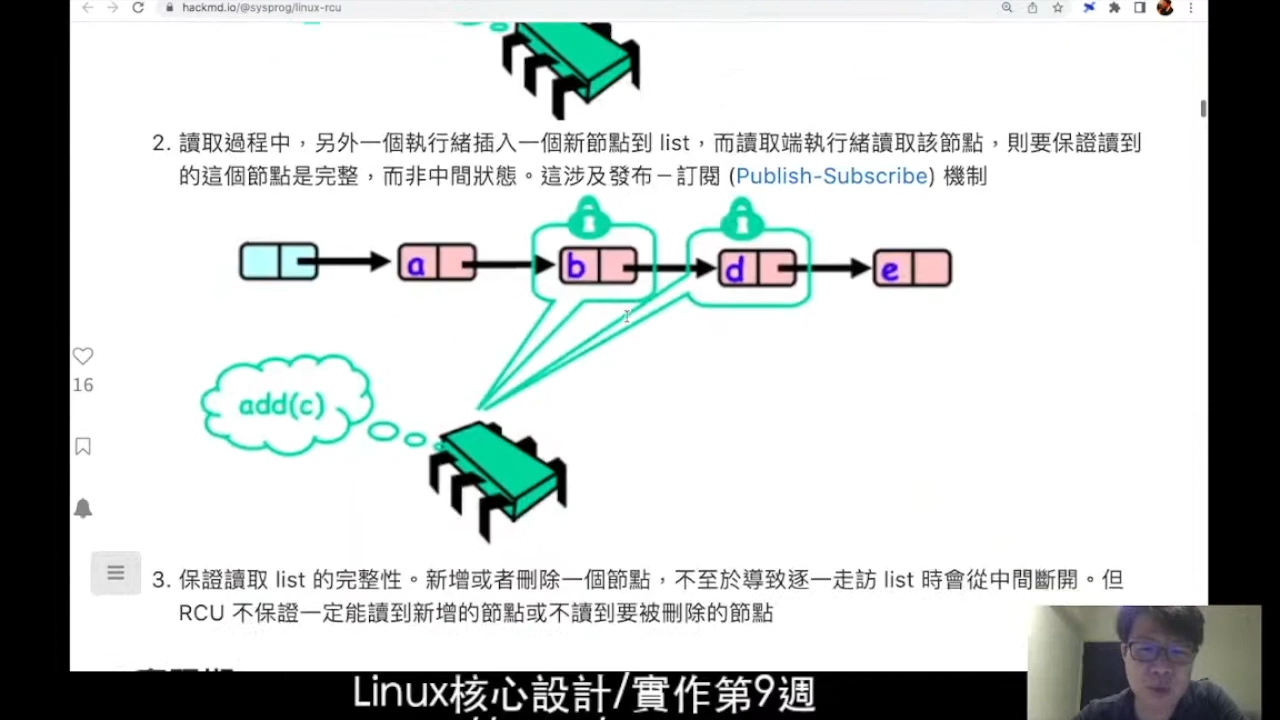 hackmd.io/@sysprog/linux-rcu
2. 讀取過程中，另外一個執行緒插入一個新節點到 list，而讀取端執行緒讀取該節點，則要保證讀到
的這個節點是完整，而非中間狀態。這涉及發布－訂閱 (Publish-Subscribe) 機制
a b d e
16
add(c)
3. 保證讀取 list 的完整性。新增或者刪除一個節點，不至於導致逐一走訪 list 時會從中間斷開。但
RCU 不保證一定能讀到新增的節點或不讀到要被刪除的節點
Linux核心設計/實作第9週